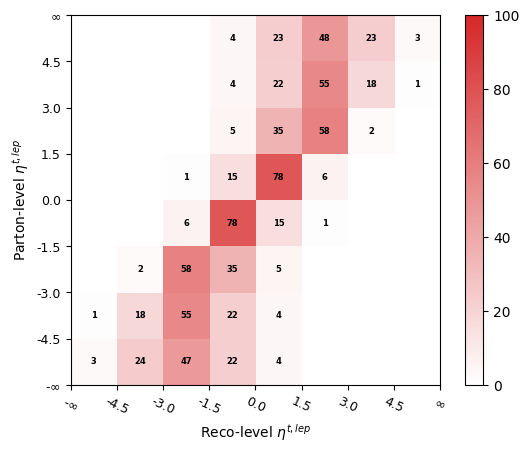 ∞ 4 23 48 23 3 100
4.5 4 22 55 18 1
3.0 5 35 58 2 80
1.5 1 15 78 6 60
0.0 6 78 15 1
-1.5 2 58 35 5 40
-3.0 1 18 55 22 4 20
-4.5 3 24 47 22 4
-∞ 0
-∞ -4.5 -3.0 -1.5 0.0 1.5 3.0 4.5 ∞
Parton-level η^{t,lep}
Reco-level η^{t,lep}